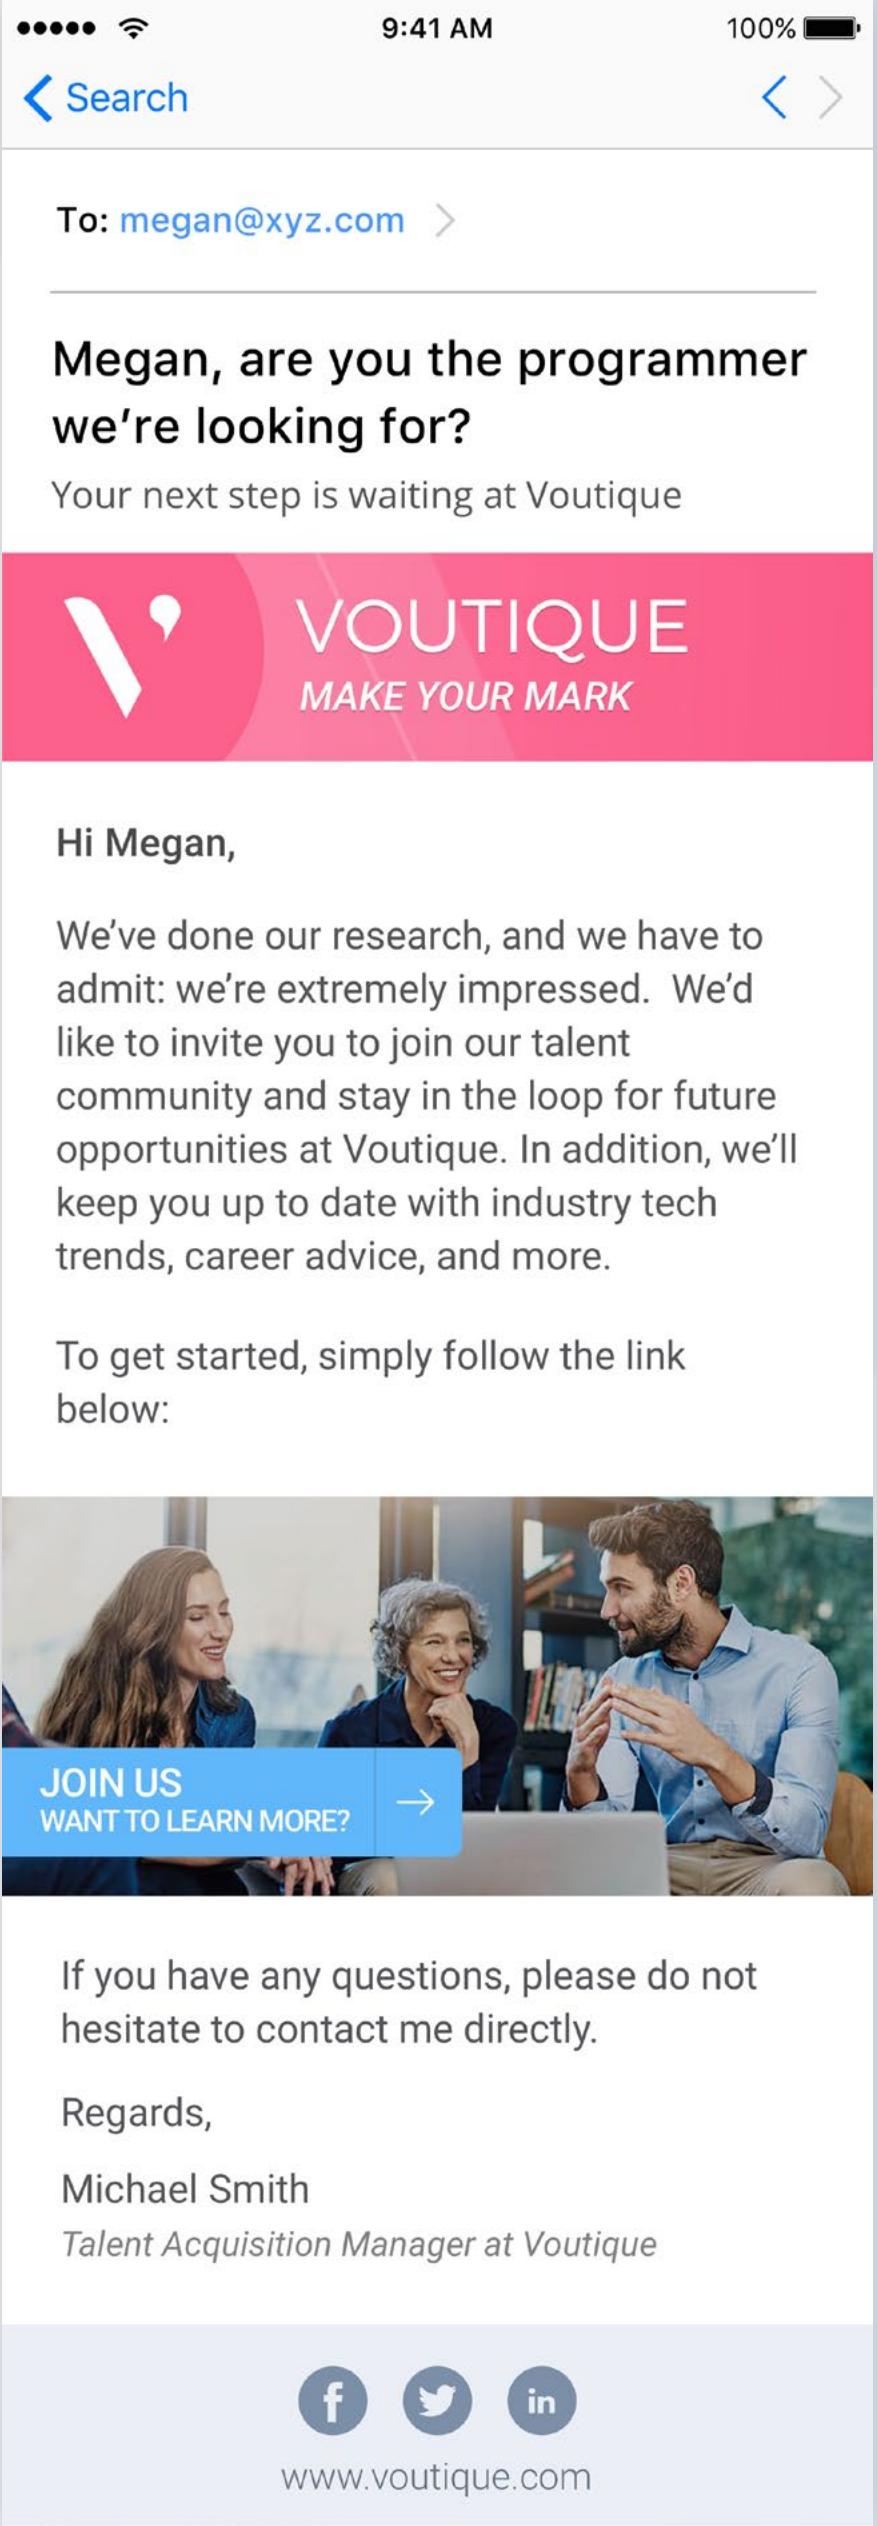 9:41 AM 100%
Search
To: megan@xyz.com
Megan, are you the programmer
we're looking for?
Your next step is waiting at Voutique
VOUTIQUE
MAKE YOUR MARK
Hi Megan,
We've done our research, and we have to
admit: we're extremely impressed.  We'd
like to invite you to join our talent
community and stay in the loop for future
opportunities at Voutique. In addition, we'll
keep you up to date with industry tech
trends, career advice, and more.
To get started, simply follow the link
below:
JOIN US
WANT TO LEARN MORE?
If you have any questions, please do not
hesitate to contact me directly.
Regards,
Michael Smith
Talent Acquisition Manager at Voutique
f in
www.voutique.com